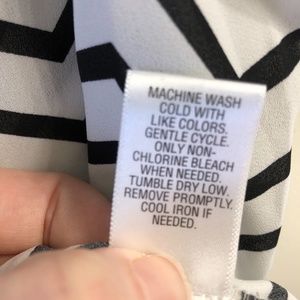 MACHINE WASH
COLD WITH
LIKE COLORS.
GENTLE CYCLE.
ONLY NON-
CHLORINE BLEACH
WHEN NEEDED.
TUMBLE DRY LOW.
REMOVE PROMPTLY.
COOL IRON IF
NEEDED.